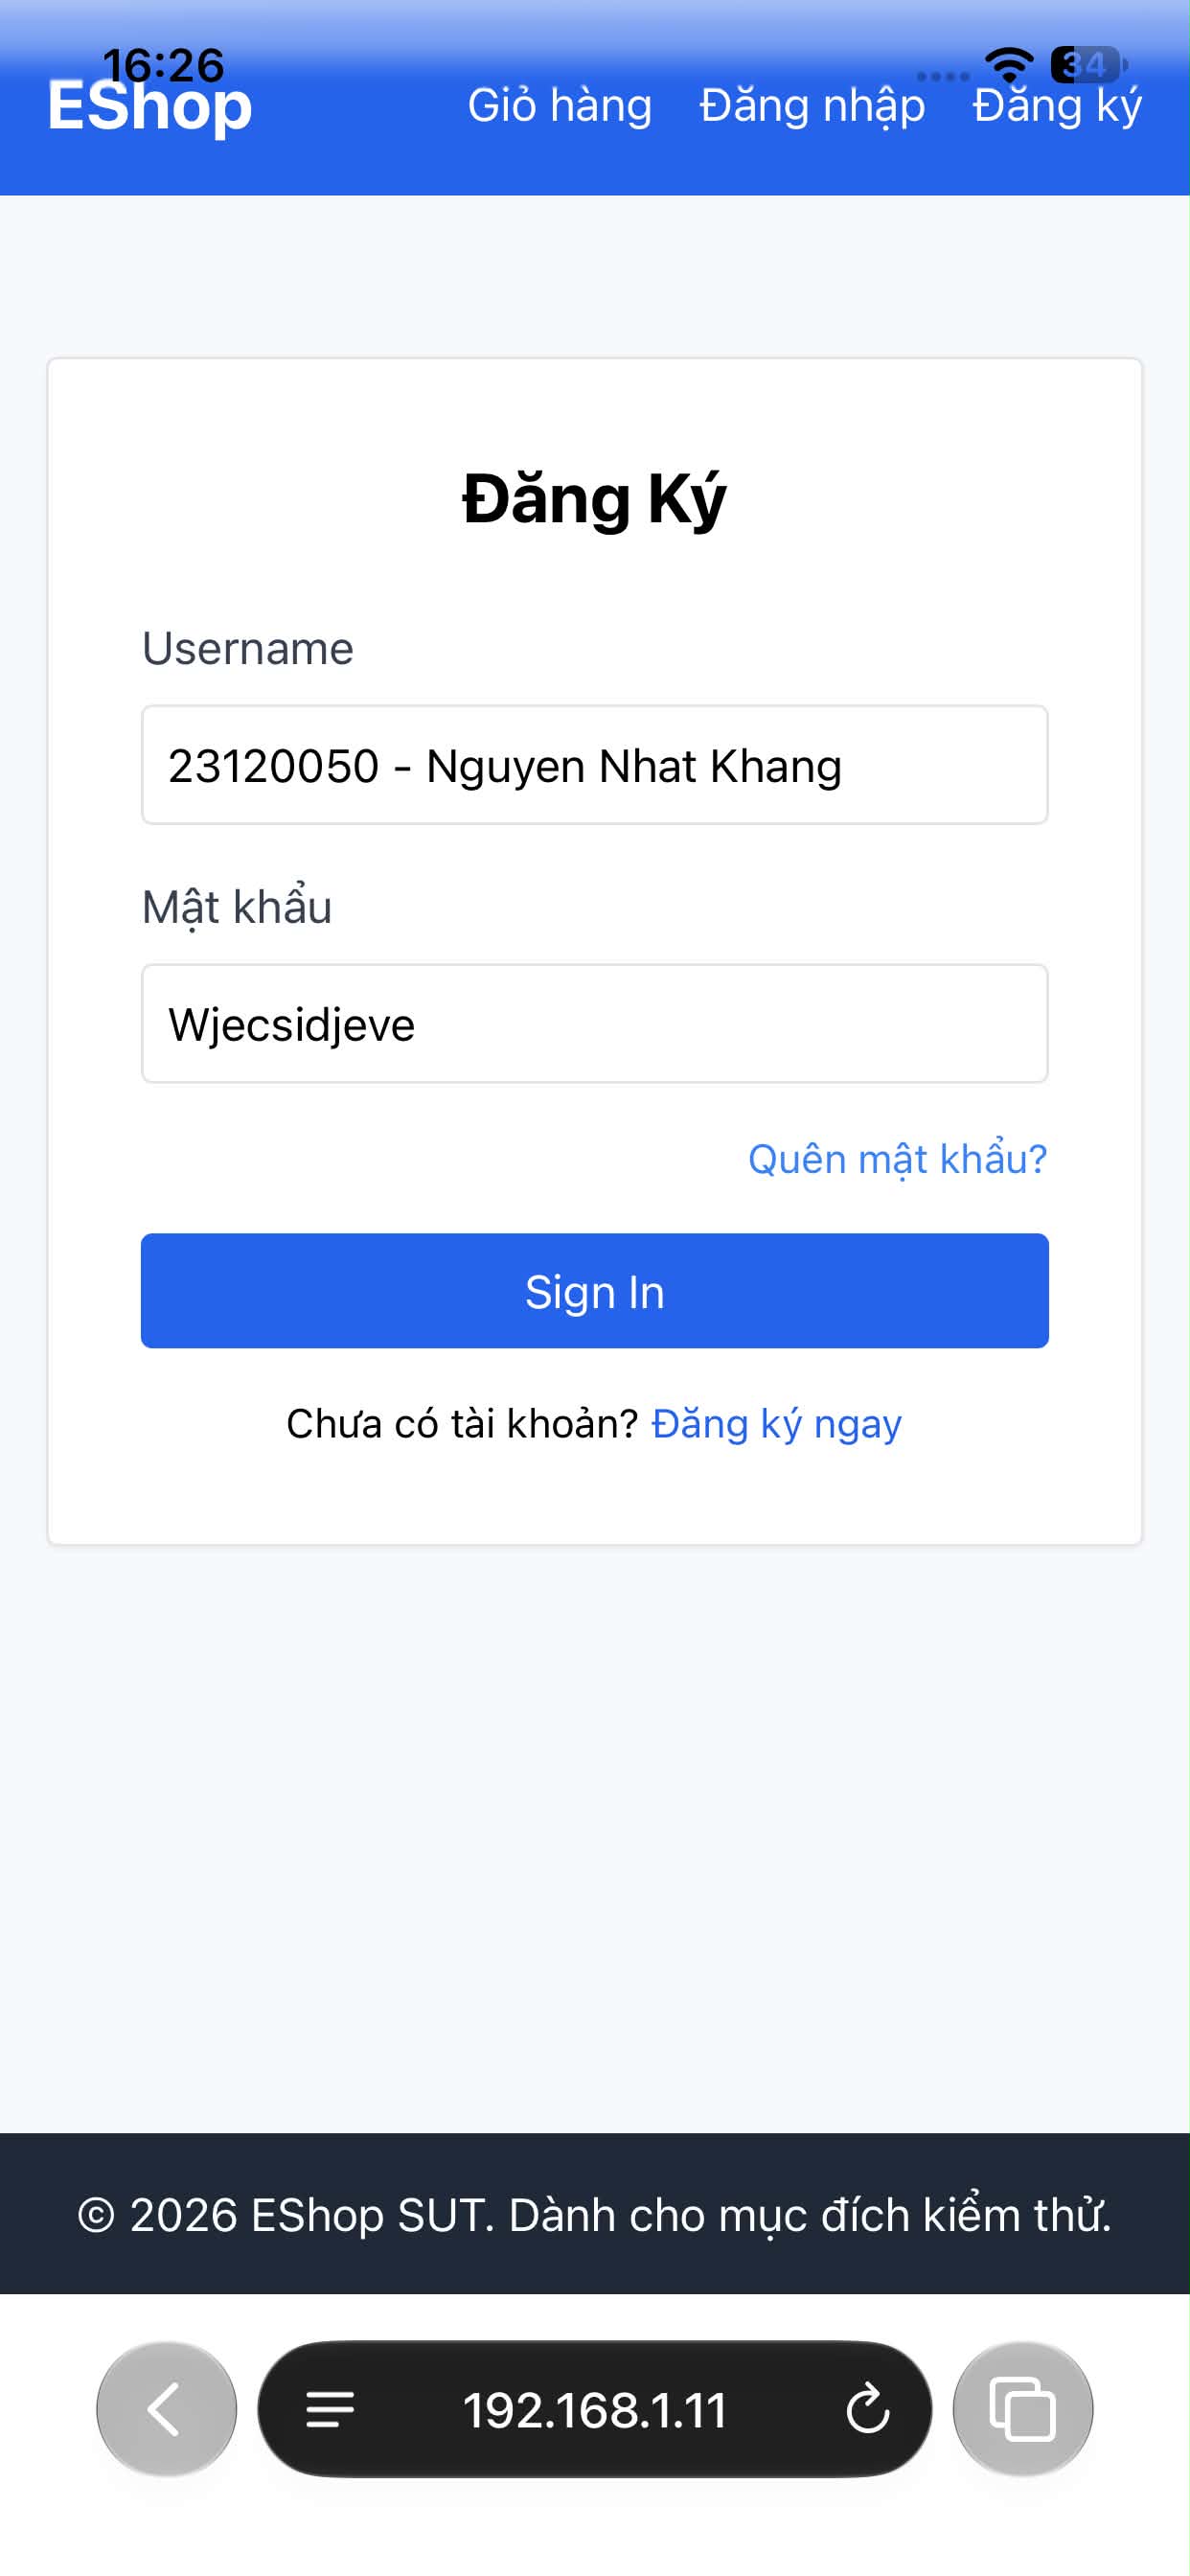 16:26
34
EShop
Giỏ hàng
Đăng nhập
Đăng ký
Đăng Ký
Username
23120050 - Nguyen Nhat Khang
Mật khẩu
Wjecsidjeve
Quên mật khẩu?
Sign In
Chưa có tài khoản? Đăng ký ngay
© 2026 EShop SUT. Dành cho mục đích kiểm thử.
192.168.1.11